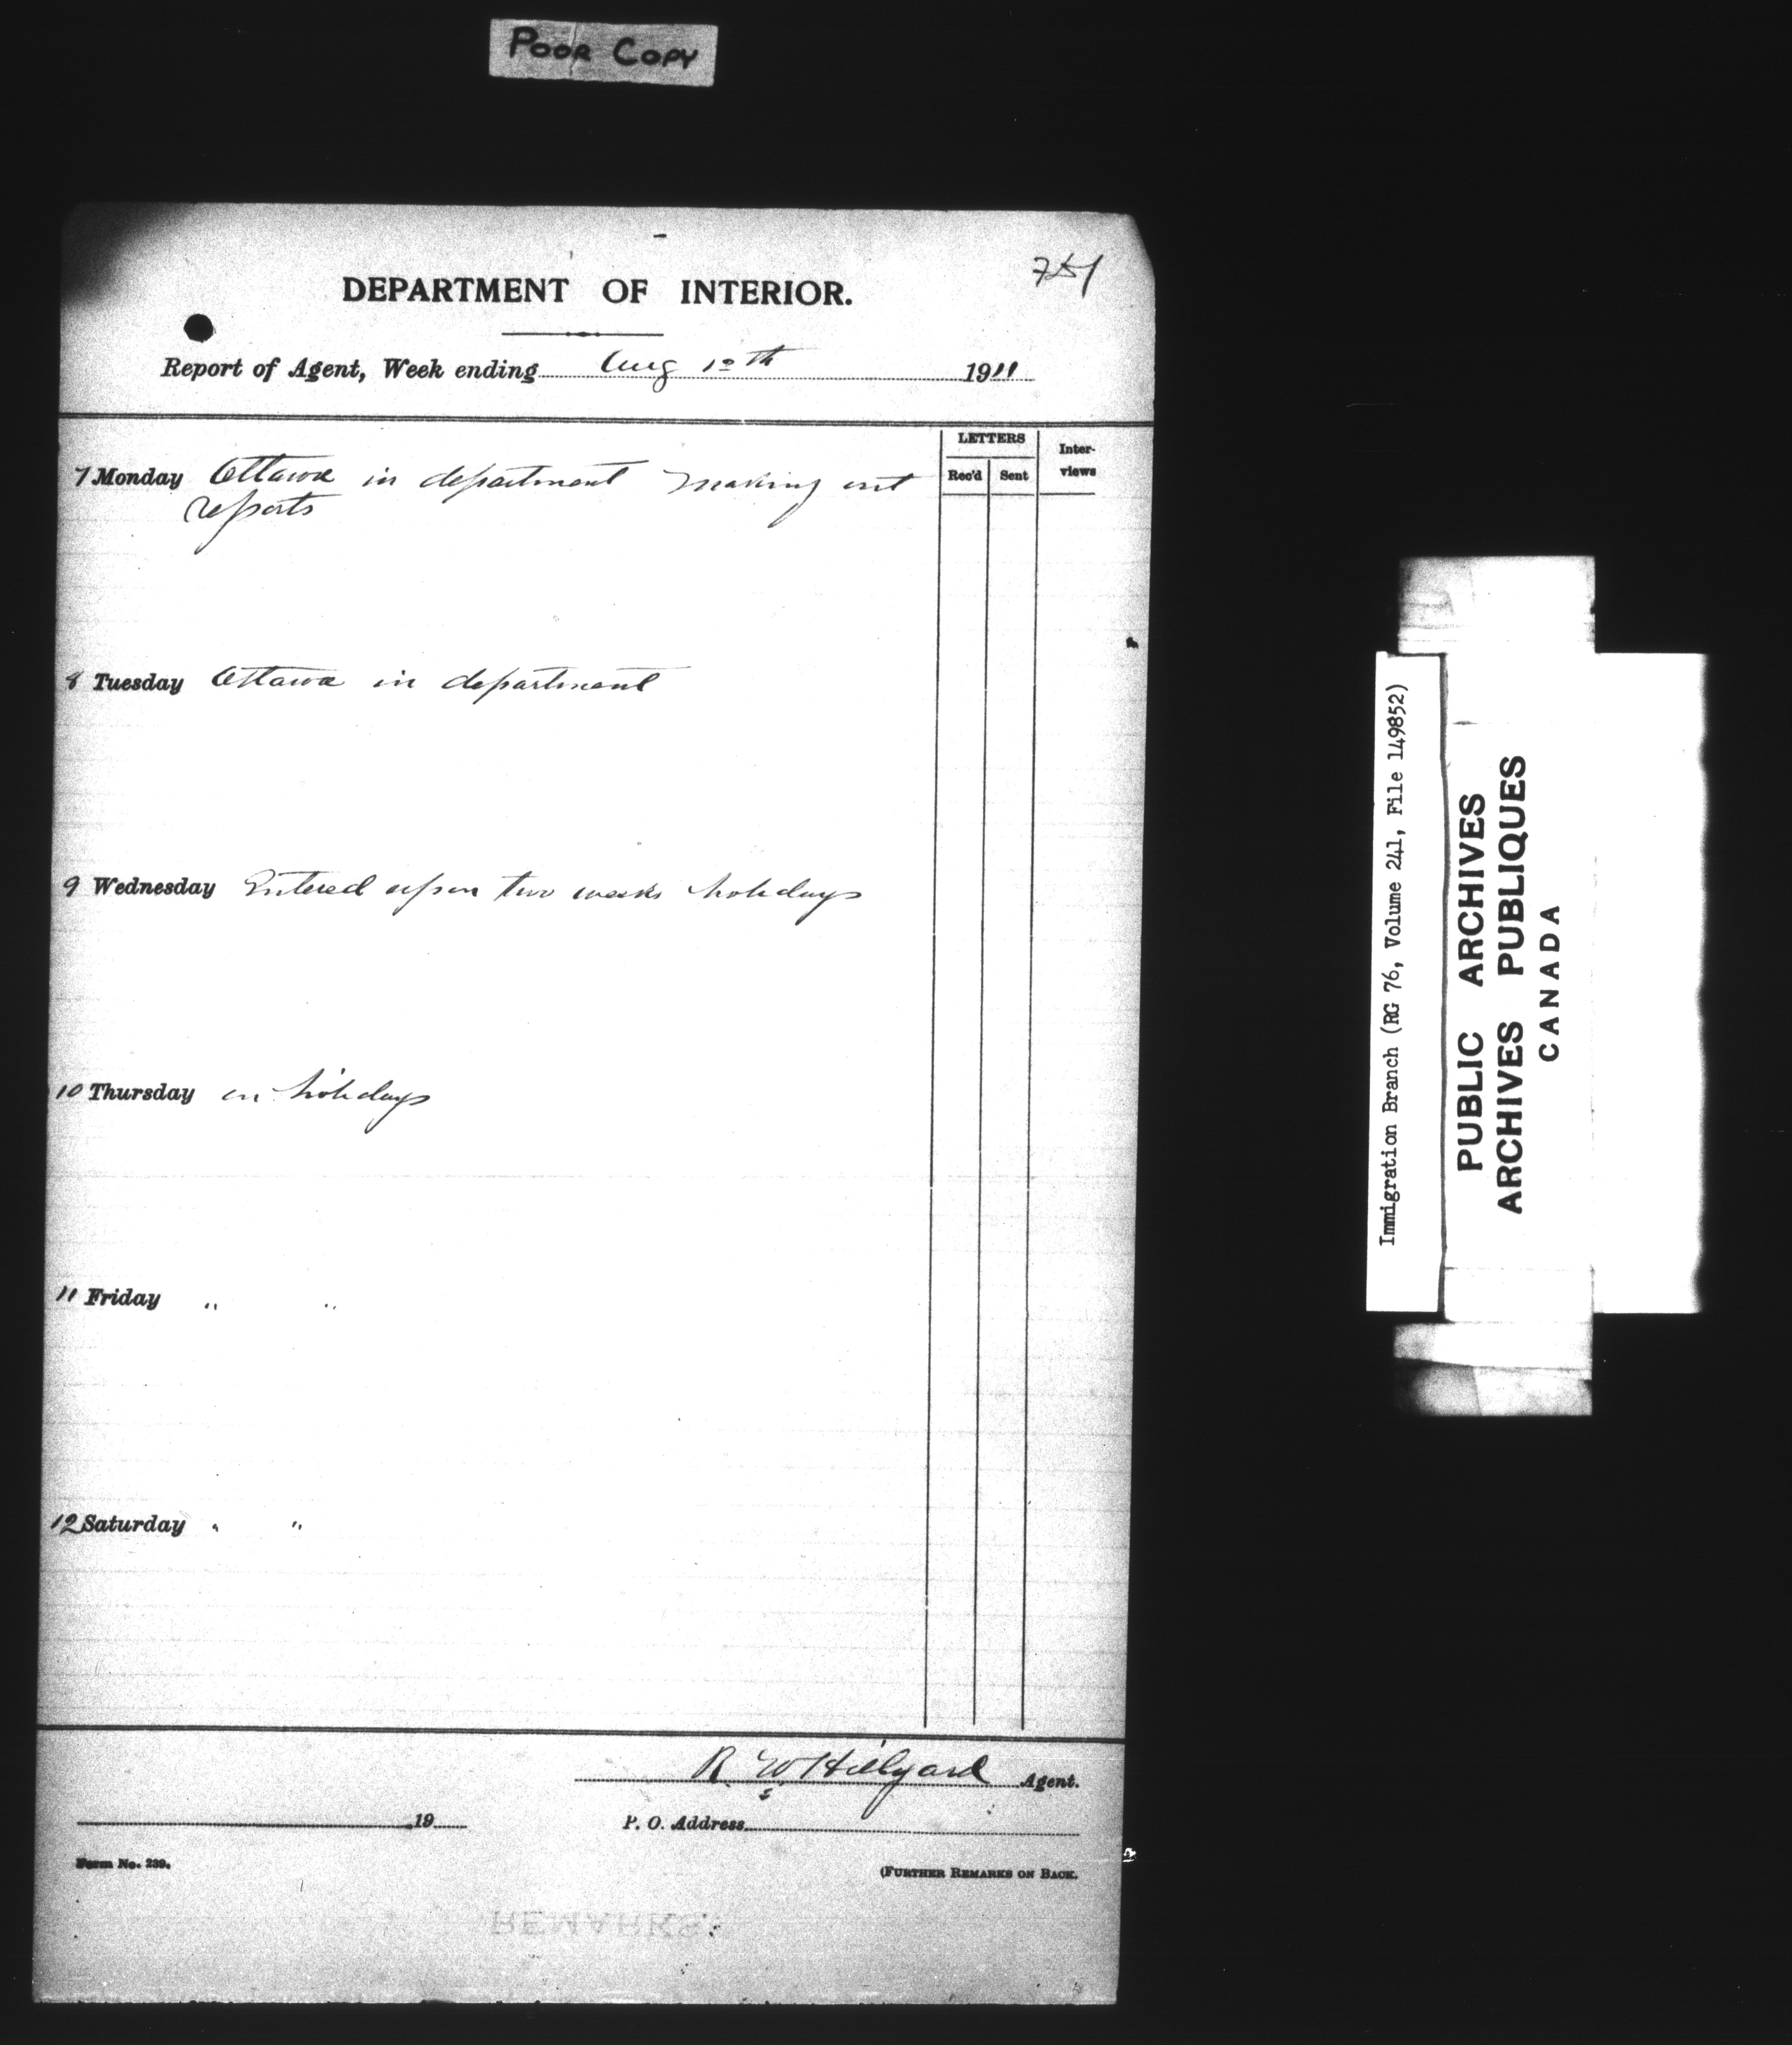 POOR COPY
751
DEPARTMENT OF INTERIOR.
Report of Agent, Week ending Aug 12th 1911
LETTERS
Rec'd Sent
Inter-
views
7 Monday Ottawa in department making out
reports
8 Tuesday Ottawa in department
9 Wednesday Entered upon two weeks holidays
10 Thursday on holidays
11 Friday " "
12 Saturday " "
R. W. Hillyard Agent.
19 P. O. Address
Form No. 239.
(FURTHER REMARKS ON BACK.
REMARKS.
Immigration Branch (RG 76, Volume 241, File 149852)
PUBLIC ARCHIVES
ARCHIVES PUBLIQUES
CANADA